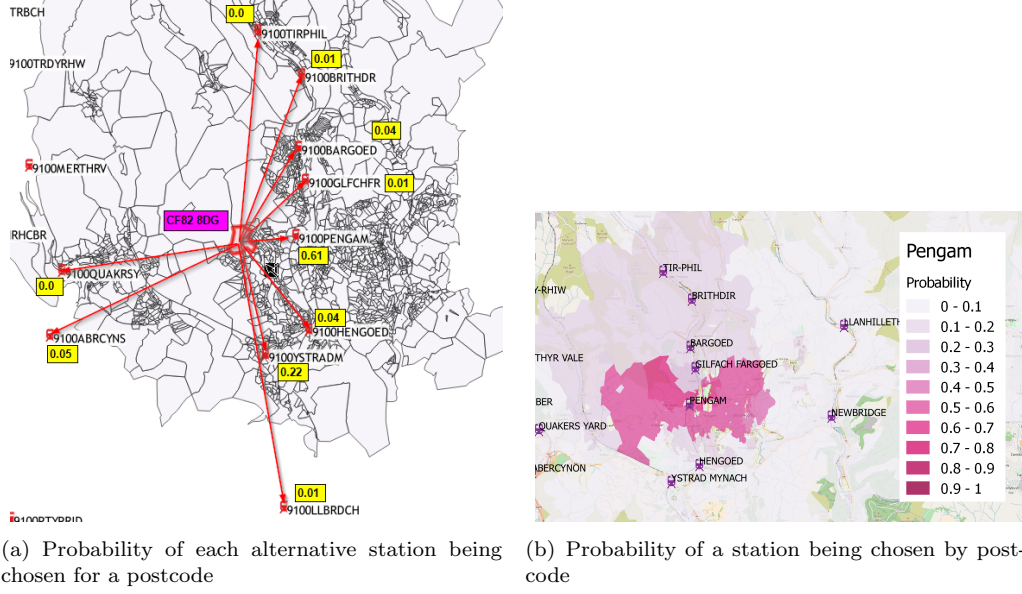 TRBCH
0.0
9100TIRPHIL
0.01
9100TRDYRHW
9100BRITHDR
0.04
9100BARGOED
9100MERTHRV
9100GLFCHFR
0.01
CF82 8DG
RHCBR
9100PENGAM
0.61
9100QUAKRSY
0.0
0.04
9100HENGOED
9100ABRCYNS
0.05
9100YSTRADM
0.22
0.01
9100LLBRDCH
9100PTYPRID
(a) Probability of each alternative station being
chosen for a postcode
TIR-PHIL
Y-RHIW
BRITHDIR
LLANHILLETH
BARGOED
THYR VALE
GILFACH FARGOED
BER
PENGAM
NEWBRIDGE
QUAKERS YARD
HENGOED
ABERCYNON
YSTRAD MYNACH
Pengam
Probability
0 - 0.1
0.1 - 0.2
0.2 - 0.3
0.3 - 0.4
0.4 - 0.5
0.5 - 0.6
0.6 - 0.7
0.7 - 0.8
0.8 - 0.9
0.9 - 1
(b) Probability of a station being chosen by post-
code